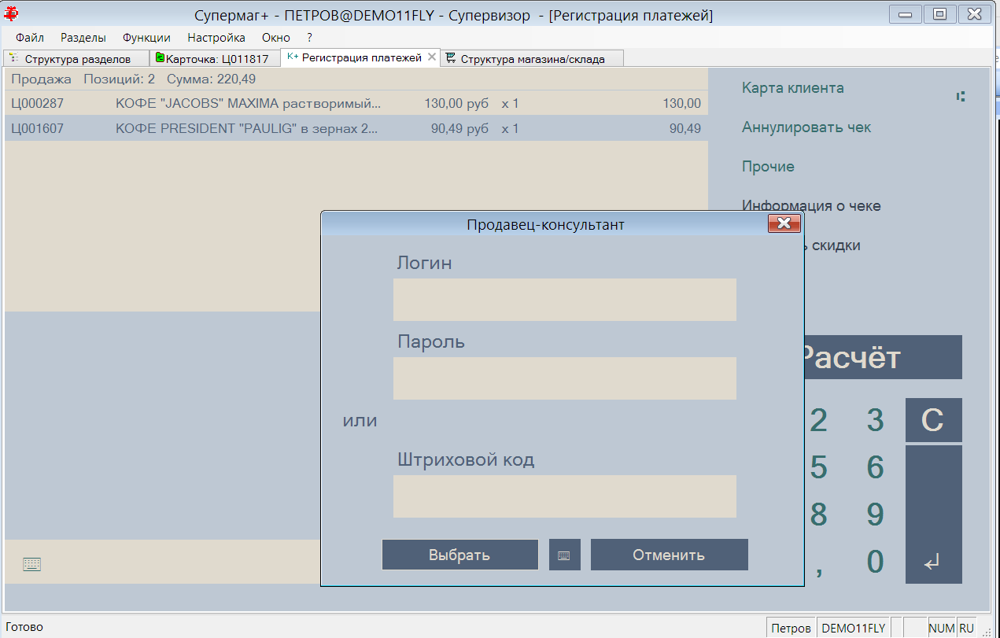 Супермаг+ - ПЕТРОВ@DEMO11FLY - Супервизор - [Регистрация платежей]
Файл Разделы Функции Настройка Окно ?
Структура разделов Карточка: Ц011817 K+ Регистрация платежей Структура магазина/склада
Продажа Позиций: 2 Сумма: 220,49
Ц000287 КОФЕ "JACOBS" MAXIMA растворимый... 130,00 руб x 1 130,00
Ц001607 КОФЕ PRESIDENT "PAULIG" в зернах 2... 90,49 руб x 1 90,49
Карта клиента
Аннулировать чек
Прочие
Информация о чеке
скидки
Продавец-консультант
Логин
Пароль
или
Штриховой код
Выбрать Отменить
Расчёт
2 3 C
5 6
8 9
, 0
Готово Петров DEMO11FLY NUM RU